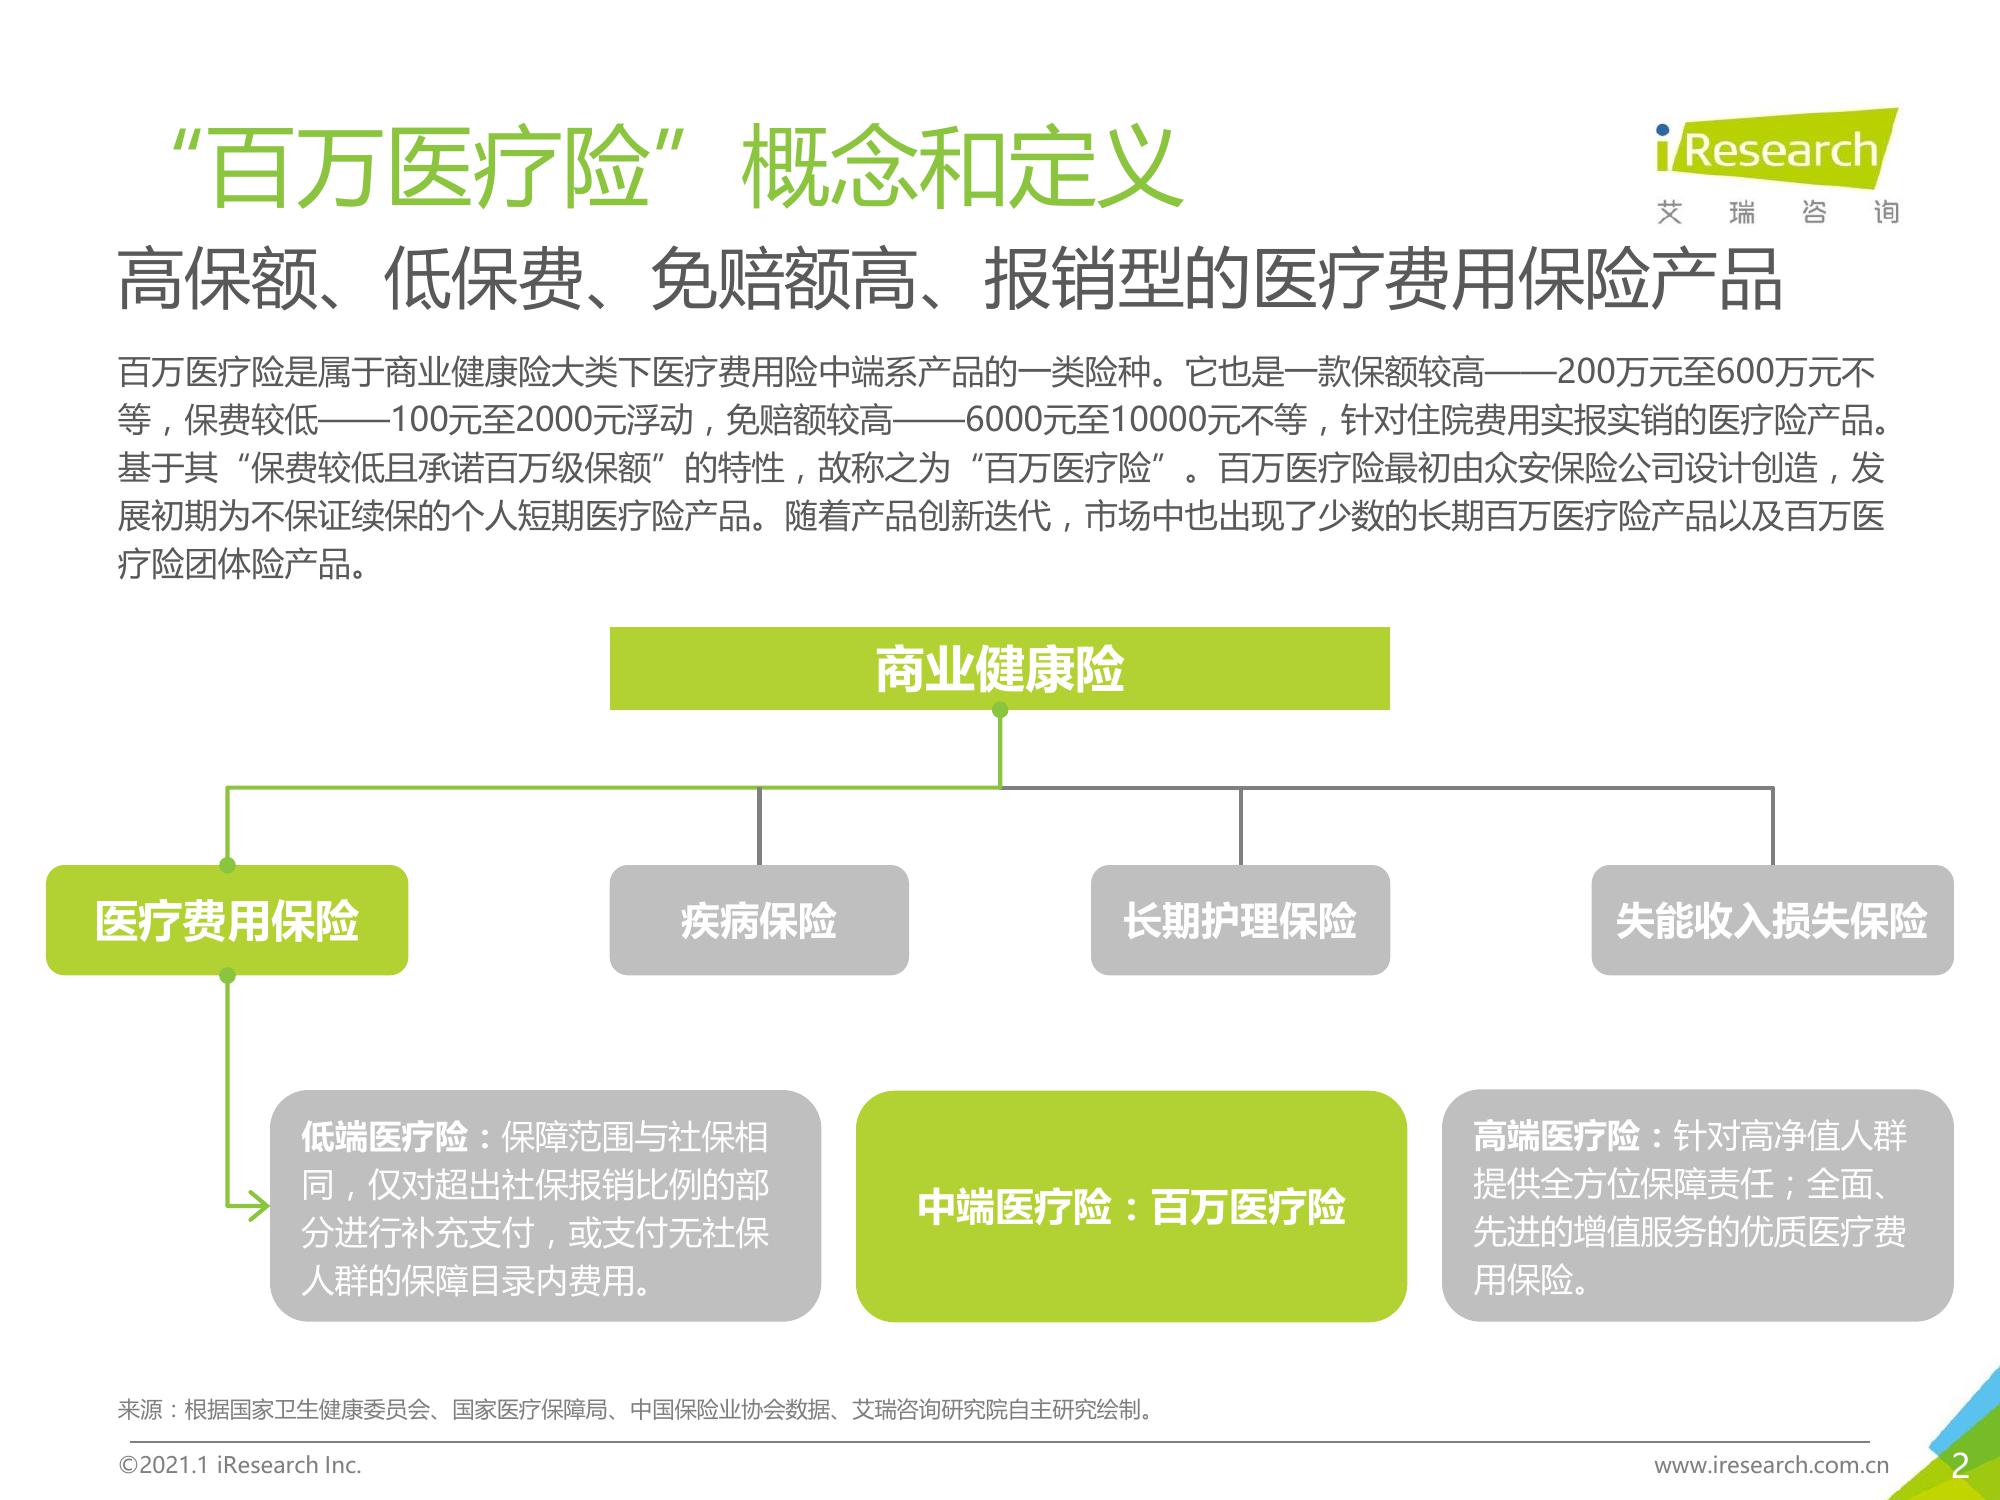 “百万医疗险”概念和定义
iResearch
艾瑞咨询
高保额、低保费、免赔额高、报销型的医疗费用保险产品
百万医疗险是属于商业健康险大类下医疗费用险中端系产品的一类险种。它也是一款保额较高——200万元至600万元不
等，保费较低——100元至2000元浮动，免赔额较高——6000元至10000元不等，针对住院费用实报实销的医疗险产品。
基于其“保费较低且承诺百万级保额”的特性，故称之为“百万医疗险”。百万医疗险最初由众安保险公司设计创造，发
展初期为不保证续保的个人短期医疗险产品。随着产品创新迭代，市场中也出现了少数的长期百万医疗险产品以及百万医
疗险团体险产品。
商业健康险
医疗费用保险
疾病保险
长期护理保险
失能收入损失保险
低端医疗险：保障范围与社保相
同，仅对超出社保报销比例的部
分进行补充支付，或支付无社保
人群的保障目录内费用。
中端医疗险：百万医疗险
高端医疗险：针对高净值人群
提供全方位保障责任；全面、
先进的增值服务的优质医疗费
用保险。
来源：根据国家卫生健康委员会、国家医疗保障局、中国保险业协会数据、艾瑞咨询研究院自主研究绘制。
©2021.1 iResearch Inc.
www.iresearch.com.cn
2